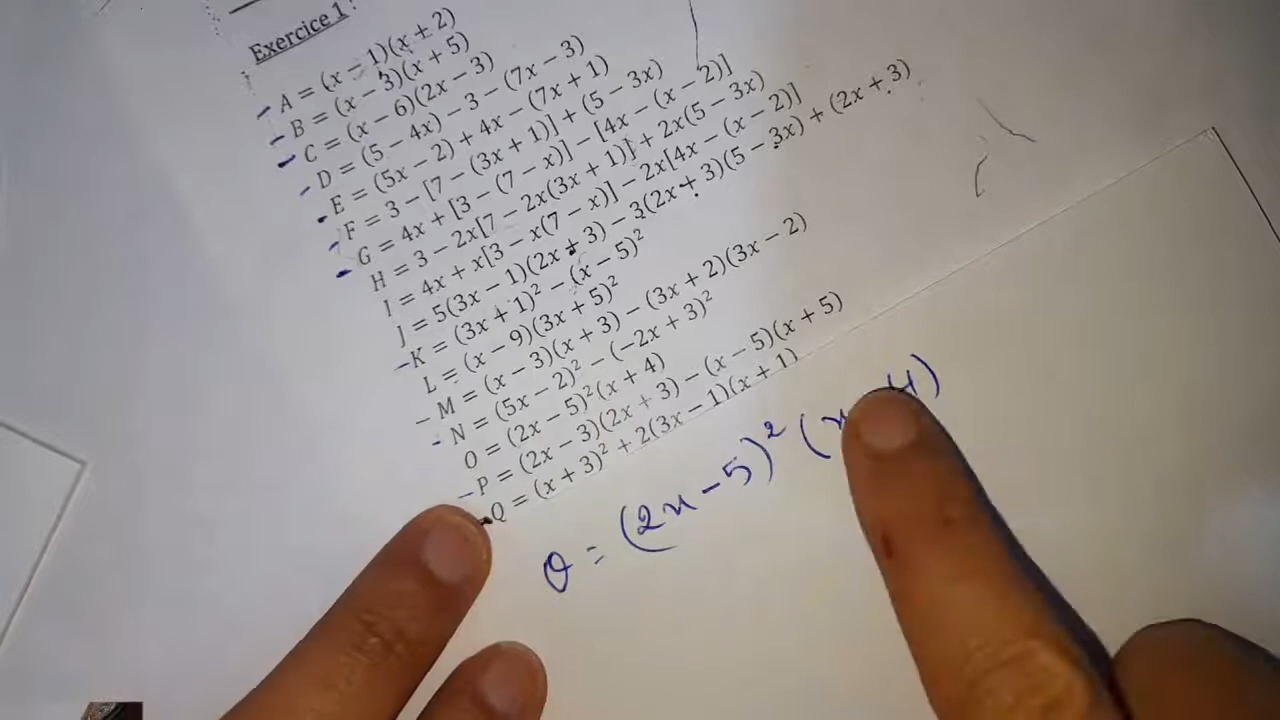 Exercice 1 :
A = (x − 1)(x + 2)
B = (x − 3)(x + 5)
C = (x − 6)(2x − 3)
D = (5 − 4x) − 3 − (7x − 3)
E = (5x − 2) + 4x − (7x + 1)
F = 3 − [7 − (3x + 1)] + (5 − 3x)
G = 4x + [3 − (7 − x)] − [4x − (x − 2)]
H = 3 − 2x[7 − 2x(3x + 1)] + 2x(5 − 3x)
I = 4x + x[3 − x(7 − x)] − 2x[4x − (x − 2)]
J = 5(3x − 1)(2x + 3) − 3(2x + 3)(5 − 3x) + (2x + 3)
K = (3x + 1)² − (x − 5)²
L = (x − 9)(3x + 5)²
M = (x − 3)(x + 3) − (3x + 2)(3x − 2)
N = (5x − 2)² − (−2x + 3)²
O = (2x − 5)²(x + 4)
P = (2x − 3)(2x + 3) − (x − 5)(x + 5)
Q = (x + 3)² + 2(3x − 1)(x + 1)
O = (2x − 5)² (x 4)